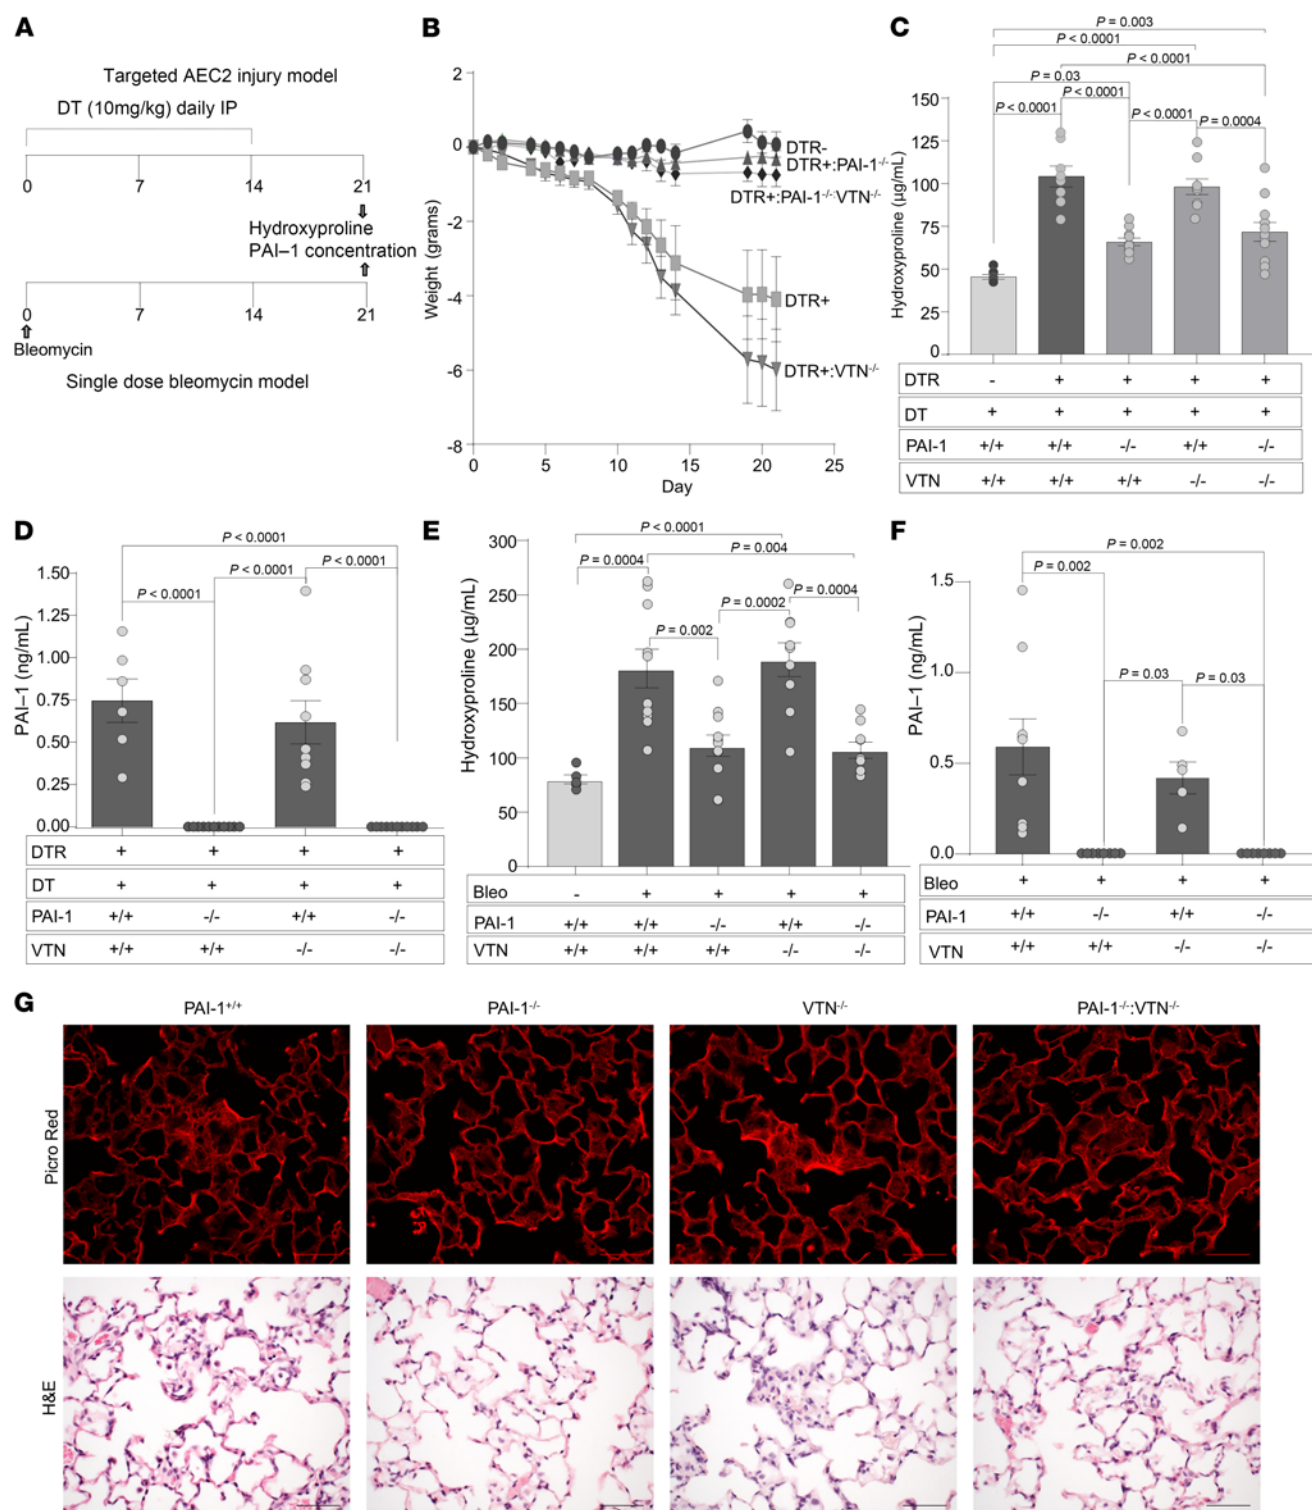 A
Targeted AEC2 injury model
DT (10mg/kg) daily IP
0 7 14 21
Hydroxyproline
PAI–1 concentration
0 7 14 21
Bleomycin
Single dose bleomycin model
B
Weight (grams)
2
0
-2
-4
-6
-8
0 5 10 15 20 25
Day
DTR-
DTR+:PAI-1-/-
DTR+:PAI-1-/-:VTN-/-
DTR+
DTR+:VTN-/-
C
P = 0.003
P < 0.0001
P < 0.0001
P = 0.03
P < 0.0001
P < 0.0001
P < 0.0001
P = 0.0004
Hydroxyproline (µg/mL)
150
125
100
75
50
25
0
DTR - + + + +
DT + + + + +
PAI-1 +/+ +/+ -/- +/+ -/-
VTN +/+ +/+ +/+ -/- -/-
D
P < 0.0001
P < 0.0001
P < 0.0001
P < 0.0001
PAI–1 (ng/mL)
1.50
1.25
1.00
0.75
0.50
0.25
0.00
DTR + + + +
DT + + + +
PAI-1 +/+ -/- +/+ -/-
VTN +/+ +/+ -/- -/-
E
P < 0.0001
P = 0.004
P = 0.0004
P = 0.0004
P = 0.0002
P = 0.002
Hydroxyproline (µg/mL)
300
250
200
150
100
50
0
Bleo - + + + +
PAI-1 +/+ +/+ -/- +/+ -/-
VTN +/+ +/+ +/+ -/- -/-
F
P = 0.002
P = 0.002
P = 0.03
P = 0.03
PAI–1 (ng/mL)
1.5
1.0
0.5
0.0
Bleo + + + +
PAI-1 +/+ -/- +/+ -/-
VTN +/+ +/+ -/- -/-
G
PAI-1+/+ PAI-1-/- VTN-/- PAI-1-/-:VTN-/-
Picro Red
H&E